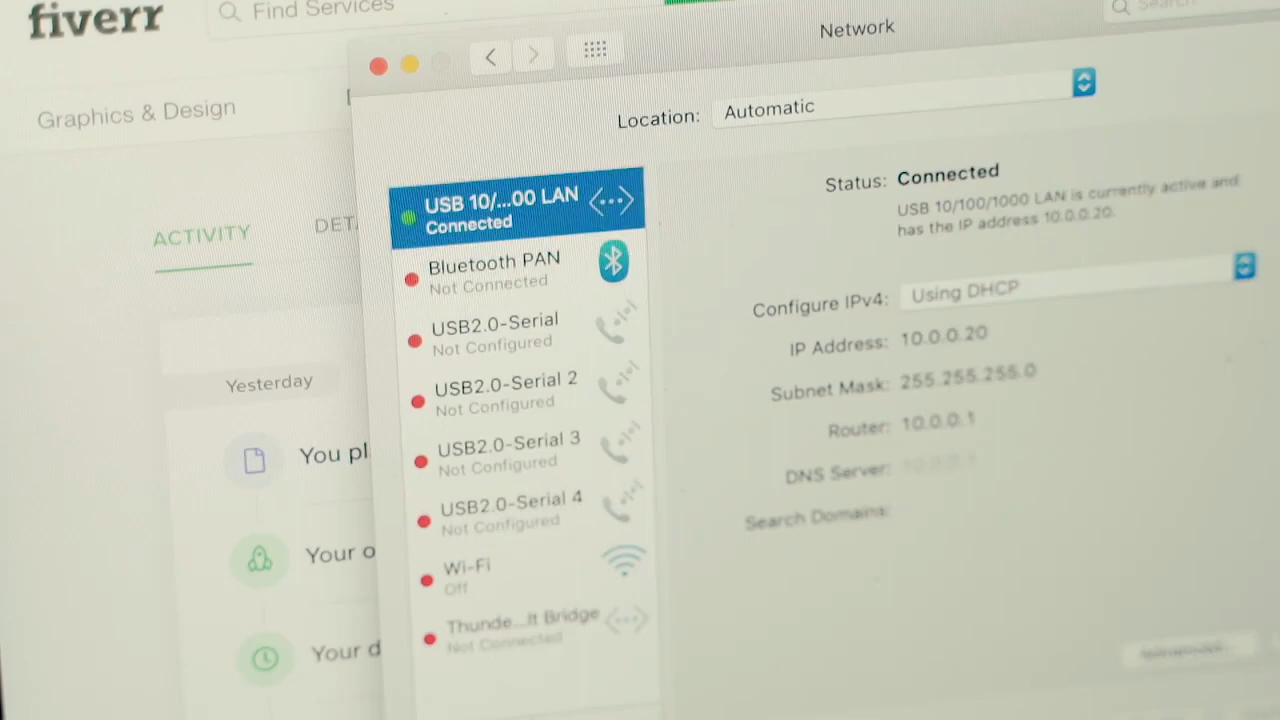 fiverr
Find Services
Graphics & Design
ACTIVITY
DET
Yesterday
You pl
Your o
Your d
Network
Search
Location: Automatic
USB 10/...00 LAN
Connected
Bluetooth PAN
Not Connected
USB2.0-Serial
Not Configured
USB2.0-Serial 2
Not Configured
USB2.0-Serial 3
Not Configured
USB2.0-Serial 4
Not Configured
Wi-Fi
Off
Thunde...lt Bridge
Not Connected
Status: Connected
USB 10/100/1000 LAN is currently active and
has the IP address 10.0.0.20.
Configure IPv4: Using DHCP
IP Address: 10.0.0.20
Subnet Mask: 255.255.255.0
Router: 10.0.0.1
DNS Server: 10.0.0.1
Search Domains: